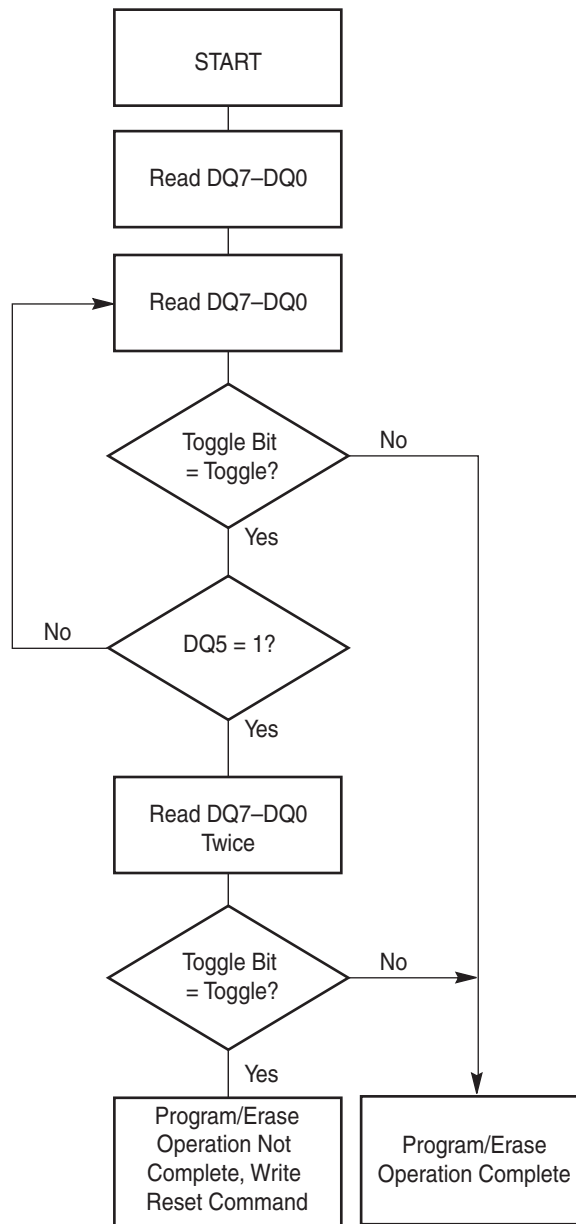 START
Read DQ7–DQ0
Read DQ7–DQ0
Toggle Bit
= Toggle?
No
Yes
No
DQ5 = 1?
Yes
Read DQ7–DQ0
Twice
Toggle Bit
= Toggle?
No
Yes
Program/Erase
Operation Not
Complete, Write
Reset Command
Program/Erase
Operation Complete